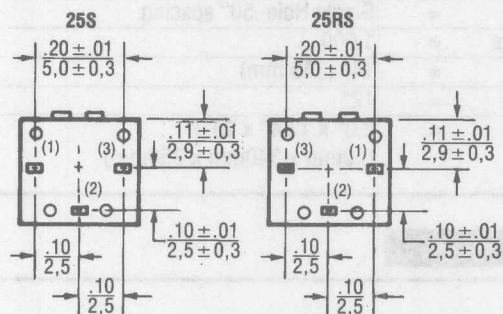 25S
25RS
.20 ± .01
5,0 ± 0,3
.20 ± .01
5,0 ± 0,3
.11 ± .01
2,9 ± 0,3
.11 ± .01
2,9 ± 0,3
(1)
(3)
(3)
(1)
(2)
(2)
.10 ± .01
2,5 ± 0,3
.10 ± .01
2,5 ± 0,3
.10
2,5
.10
2,5
.10
2,5
.10
2,5